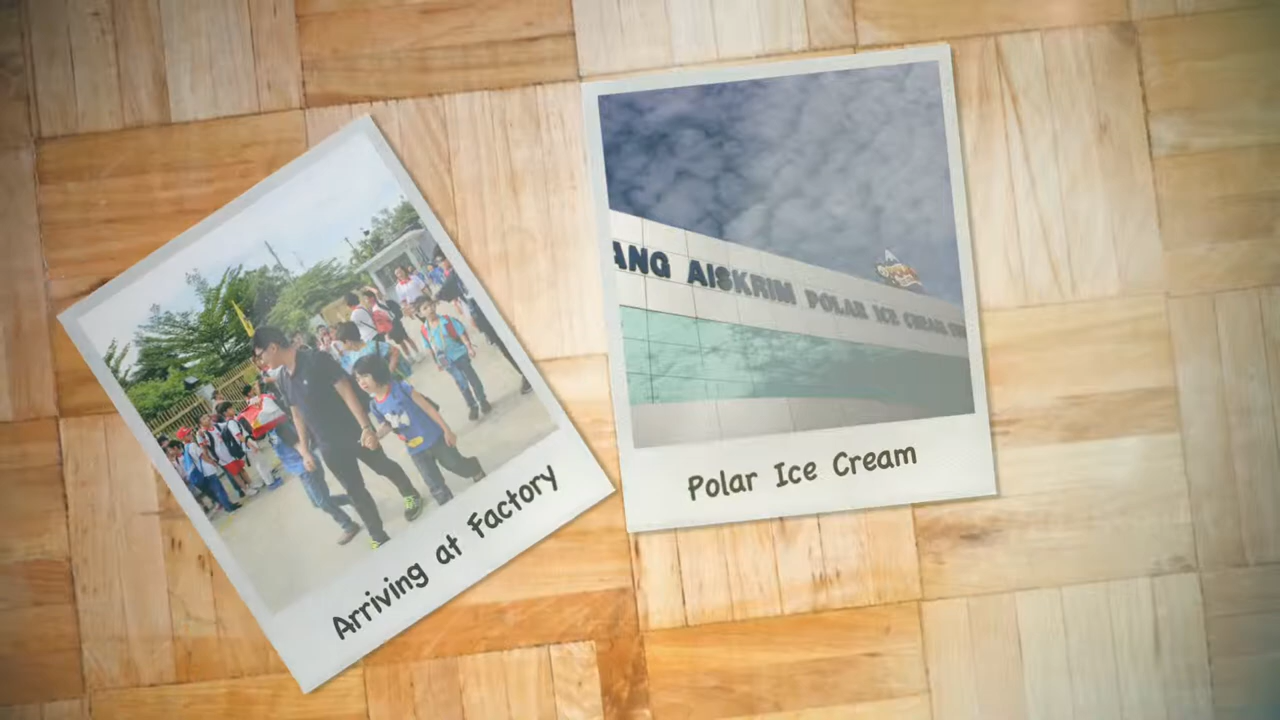 ANG AISKRIM POLAR ICE CREAM
Polar Ice Cream
Arriving at Factory